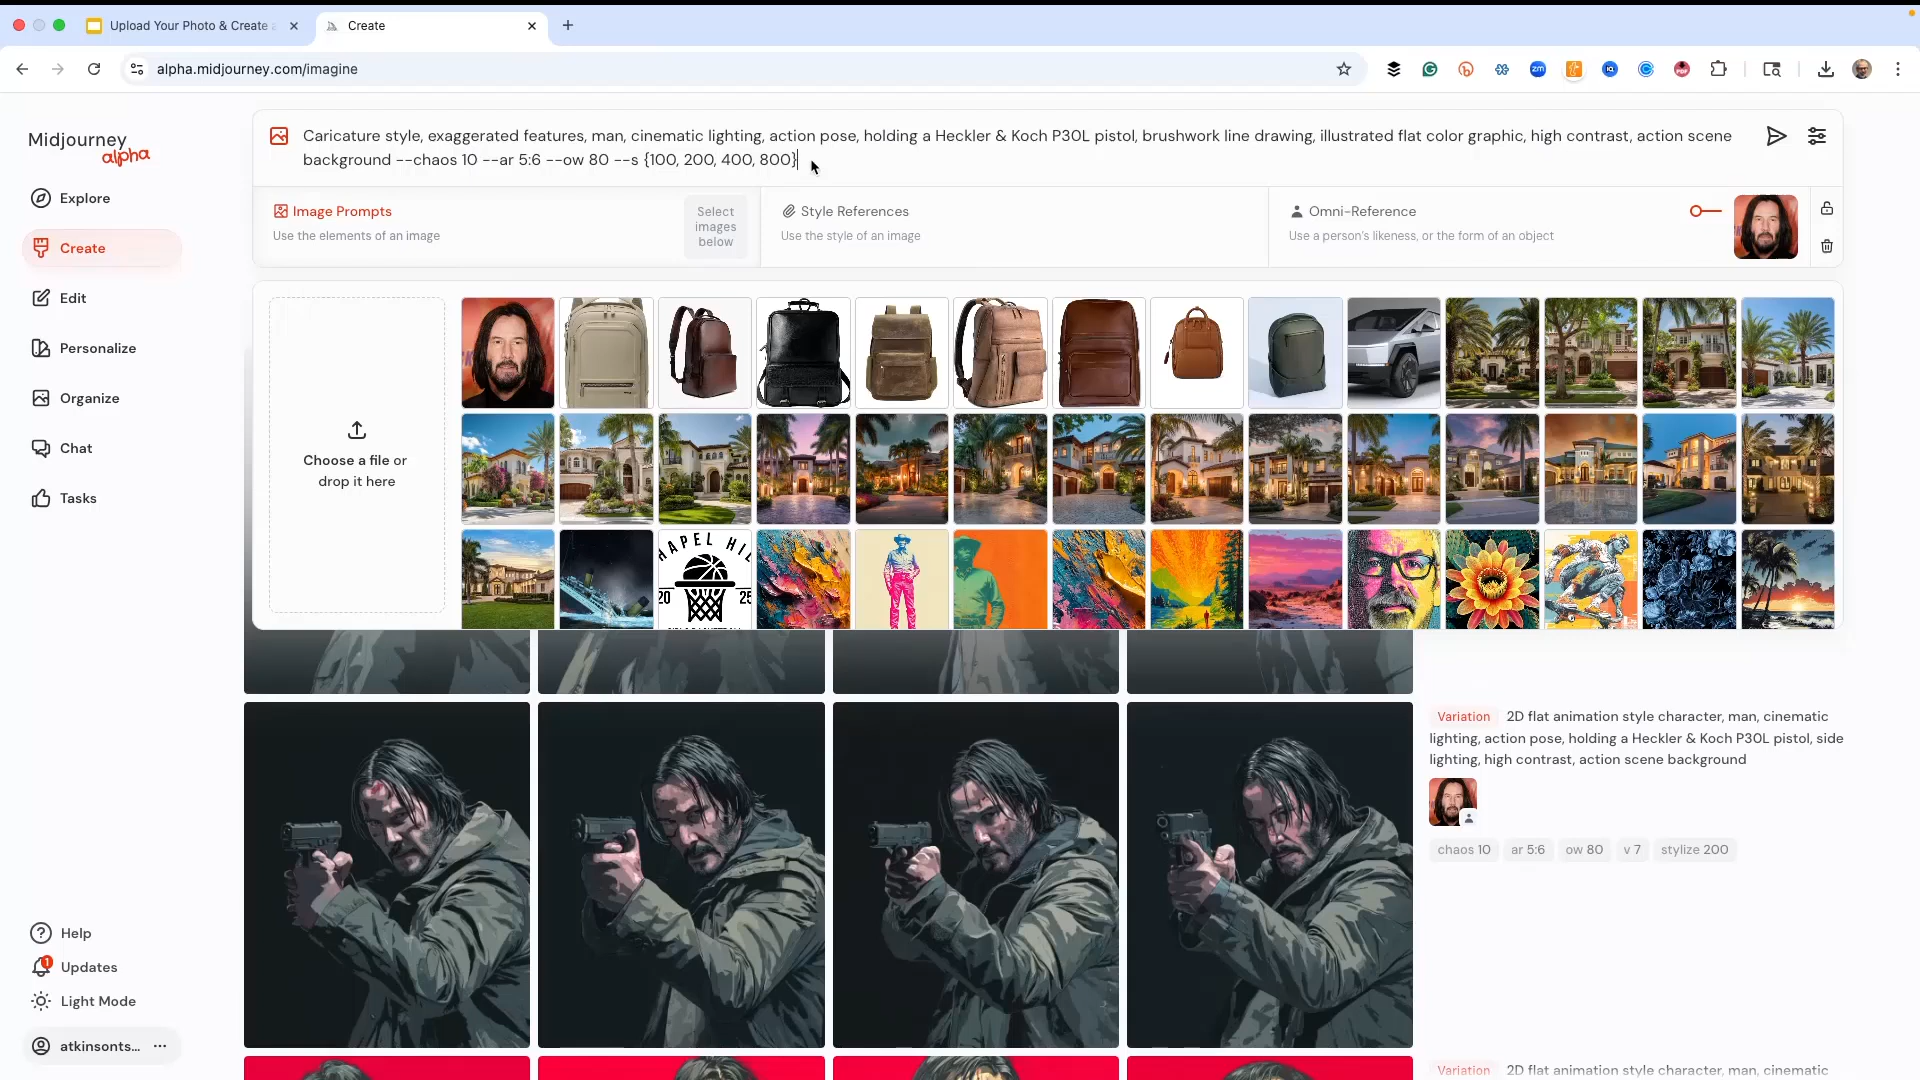 Upload Your Photo & Create a
Create
alpha.midjourney.com/imagine
Midjourney
alpha
Explore
Create
Edit
Personalize
Organize
Chat
Tasks
Help
1
Updates
Light Mode
atkinsonts...
Caricature style, exaggerated features, man, cinematic lighting, action pose, holding a Heckler & Koch P30L pistol, brushwork line drawing, illustrated flat color graphic, high contrast, action scene
background --chaos 10 --ar 5:6 --ow 80 --s {100, 200, 400, 800}
Image Prompts
Use the elements of an image
Select
images
below
Style References
Use the style of an image
Omni-Reference
Use a person's likeness, or the form of an object
Choose a file or
drop it here
HAPEL HIL
20 25
Variation 2D flat animation style character, man, cinematic
lighting, action pose, holding a Heckler & Koch P30L pistol, side
lighting, high contrast, action scene background
chaos 10 ar 5:6 ow 80 v 7 stylize 200
Variation 2D flat animation style character, man, cinematic